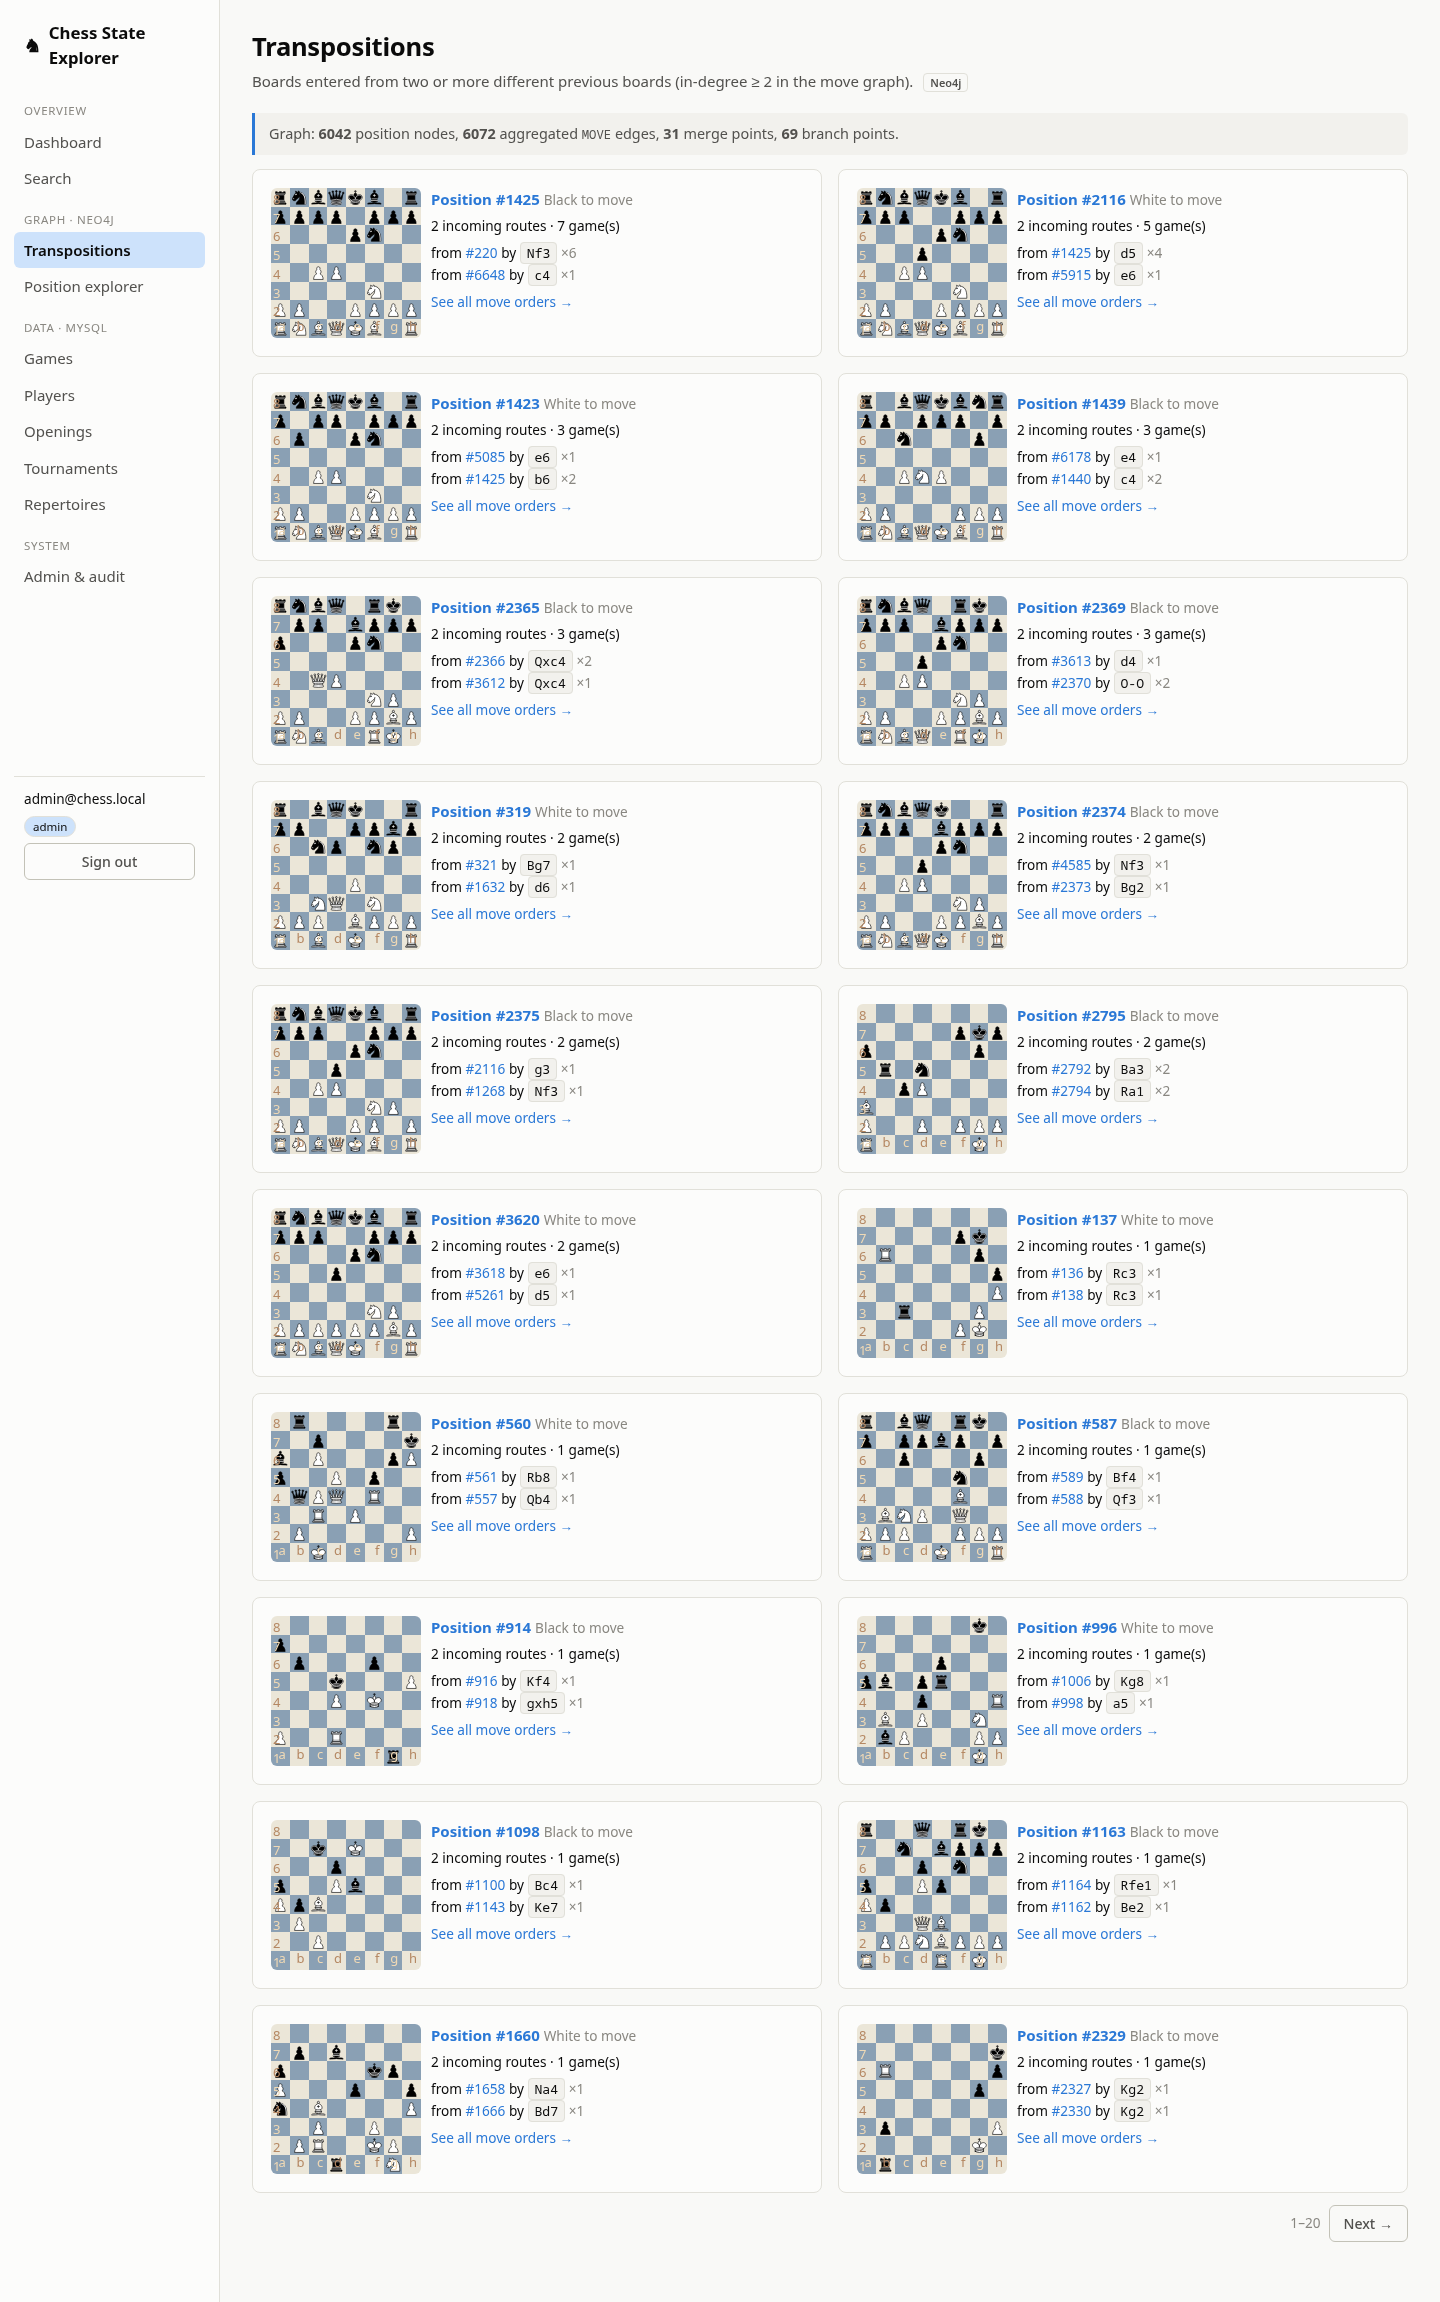 Chess State
Explorer
OVERVIEW
Dashboard
Search
GRAPH · NEO4J
Transpositions
Position explorer
DATA · MYSQL
Games
Players
Openings
Tournaments
Repertoires
SYSTEM
Admin & audit
admin@chess.local
admin
Sign out
Transpositions
Boards entered from two or more different previous boards (in-degree ≥ 2 in the move graph). Neo4j
Graph: 6042 position nodes, 6072 aggregated MOVE edges, 31 merge points, 69 branch points.
Position #1425 Black to move
2 incoming routes · 7 game(s)
from #220 by Nf3 ×6
from #6648 by c4 ×1
See all move orders →
Position #2116 White to move
2 incoming routes · 5 game(s)
from #1425 by d5 ×4
from #5915 by e6 ×1
See all move orders →
Position #1423 White to move
2 incoming routes · 3 game(s)
from #5085 by e6 ×1
from #1425 by b6 ×2
See all move orders →
Position #1439 Black to move
2 incoming routes · 3 game(s)
from #6178 by e4 ×1
from #1440 by c4 ×2
See all move orders →
Position #2365 Black to move
2 incoming routes · 3 game(s)
from #2366 by Qxc4 ×2
from #3612 by Qxc4 ×1
See all move orders →
Position #2369 Black to move
2 incoming routes · 3 game(s)
from #3613 by d4 ×1
from #2370 by O-O ×2
See all move orders →
Position #319 White to move
2 incoming routes · 2 game(s)
from #321 by Bg7 ×1
from #1632 by d6 ×1
See all move orders →
Position #2374 Black to move
2 incoming routes · 2 game(s)
from #4585 by Nf3 ×1
from #2373 by Bg2 ×1
See all move orders →
Position #2375 Black to move
2 incoming routes · 2 game(s)
from #2116 by g3 ×1
from #1268 by Nf3 ×1
See all move orders →
Position #2795 Black to move
2 incoming routes · 2 game(s)
from #2792 by Ba3 ×2
from #2794 by Ra1 ×2
See all move orders →
Position #3620 White to move
2 incoming routes · 2 game(s)
from #3618 by e6 ×1
from #5261 by d5 ×1
See all move orders →
Position #137 White to move
2 incoming routes · 1 game(s)
from #136 by Rc3 ×1
from #138 by Rc3 ×1
See all move orders →
Position #560 White to move
2 incoming routes · 1 game(s)
from #561 by Rb8 ×1
from #557 by Qb4 ×1
See all move orders →
Position #587 Black to move
2 incoming routes · 1 game(s)
from #589 by Bf4 ×1
from #588 by Qf3 ×1
See all move orders →
Position #914 Black to move
2 incoming routes · 1 game(s)
from #916 by Kf4 ×1
from #918 by gxh5 ×1
See all move orders →
Position #996 White to move
2 incoming routes · 1 game(s)
from #1006 by Kg8 ×1
from #998 by a5 ×1
See all move orders →
Position #1098 Black to move
2 incoming routes · 1 game(s)
from #1100 by Bc4 ×1
from #1143 by Ke7 ×1
See all move orders →
Position #1163 Black to move
2 incoming routes · 1 game(s)
from #1164 by Rfe1 ×1
from #1162 by Be2 ×1
See all move orders →
Position #1660 White to move
2 incoming routes · 1 game(s)
from #1658 by Na4 ×1
from #1666 by Bd7 ×1
See all move orders →
Position #2329 Black to move
2 incoming routes · 1 game(s)
from #2327 by Kg2 ×1
from #2330 by Kg2 ×1
See all move orders →
1–20 Next →